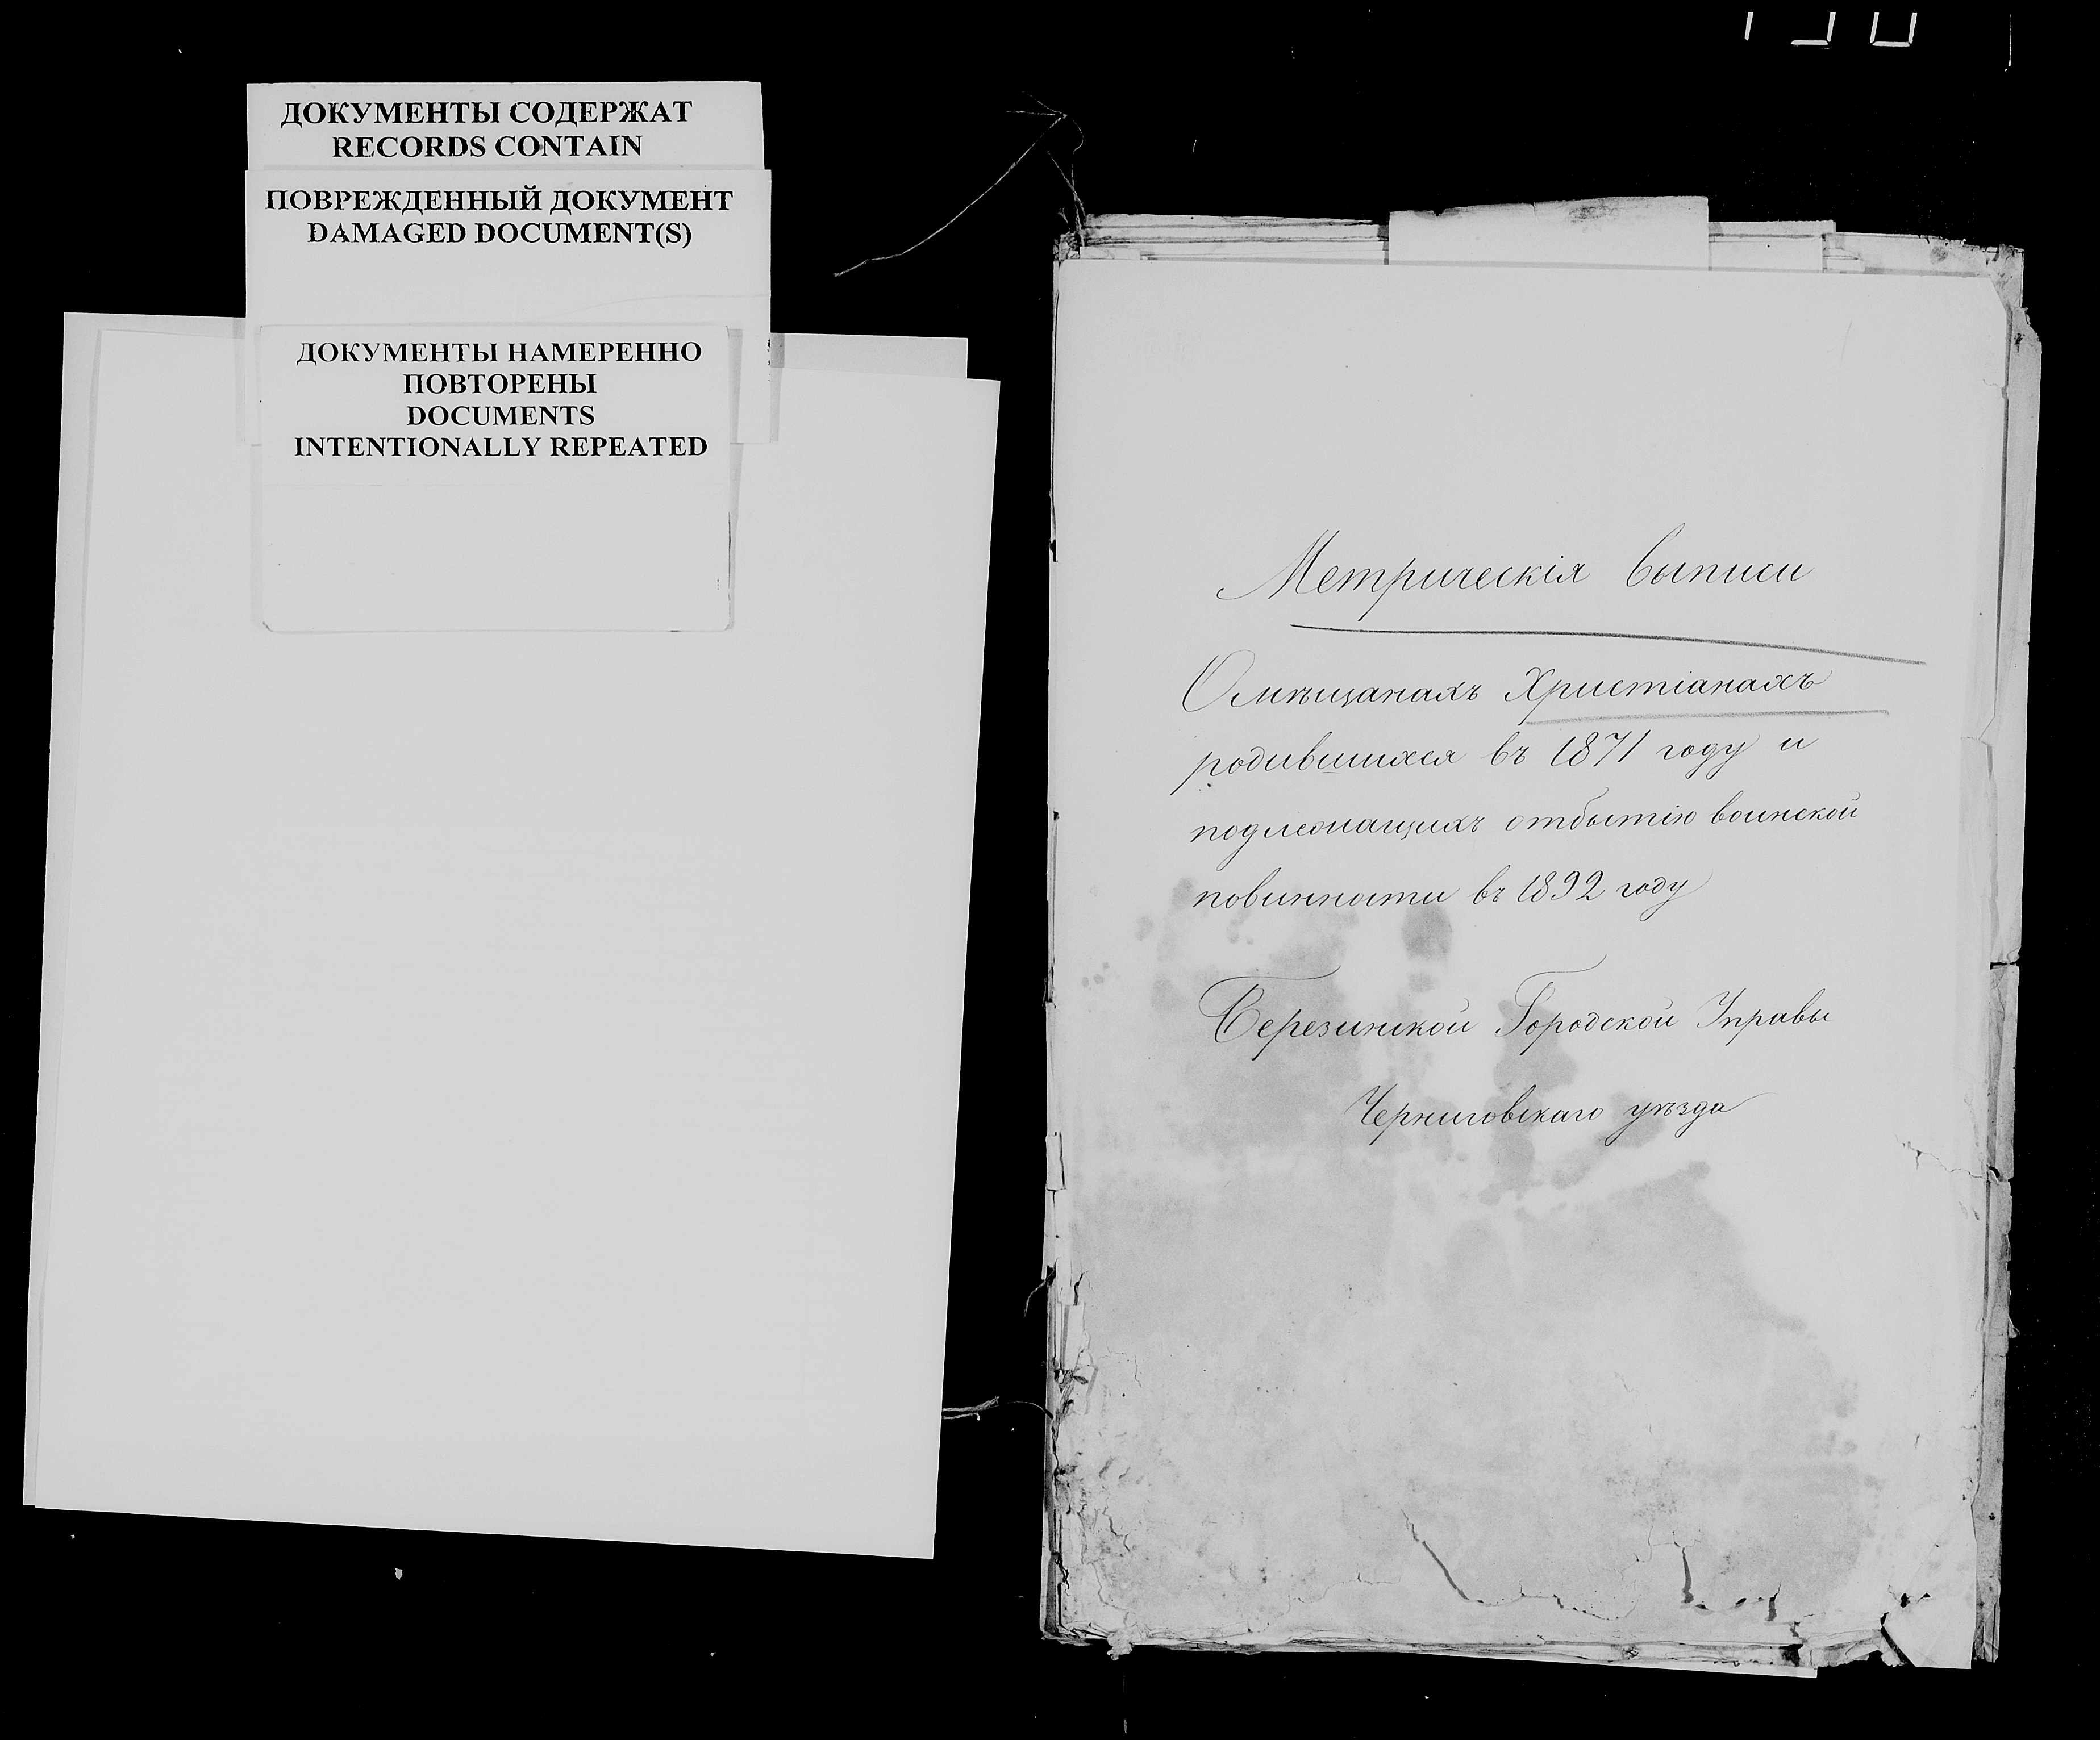 ДОКУМЕНТЫ СОДЕРЖАТ
RECORDS CONTAIN
ПОВРЕЖДЕННЫЙ ДОКУМЕНТ
DAMAGED DOCUMENT(S)
ДОКУМЕНТЫ НАМЕРЕННО
ПОВТОРЕНЫ
DOCUMENTS
INTENTIONALLY REPEATED
Метрическія выписи
О мѣщанахъ Христіанахъ
родившихся въ 1871 году и
подлежащихъ отбытію воинской
повинности въ 1892 году
Березинской Городской Управы
Черниговскаго уѣзда